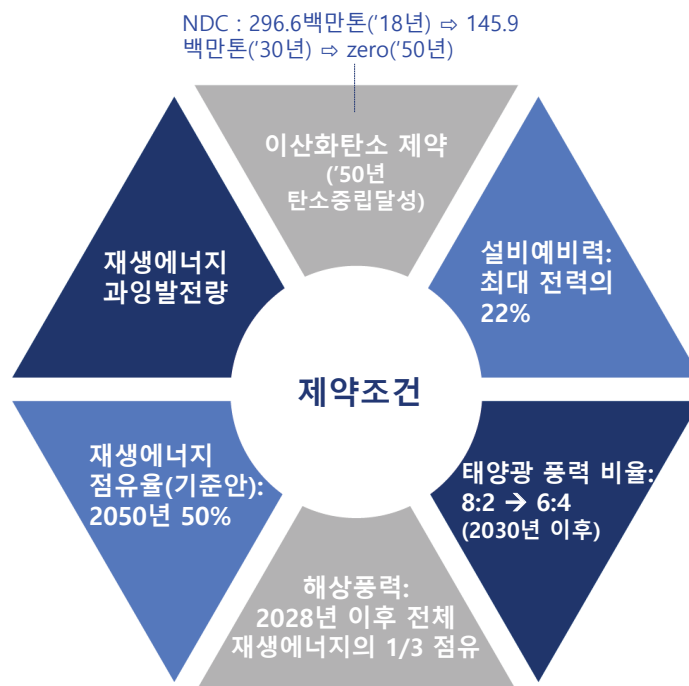 NDC : 296.6백만톤('18년) ⇨ 145.9
백만톤('30년) ⇨ zero('50년)
이산화탄소 제약
('50년
탄소중립달성)
설비예비력:
최대 전력의
22%
태양광 풍력 비율:
8:2 → 6:4
(2030년 이후)
해상풍력:
2028년 이후 전체
재생에너지의 1/3 점유
재생에너지
점유율(기준안):
2050년 50%
재생에너지
과잉발전량
제약조건